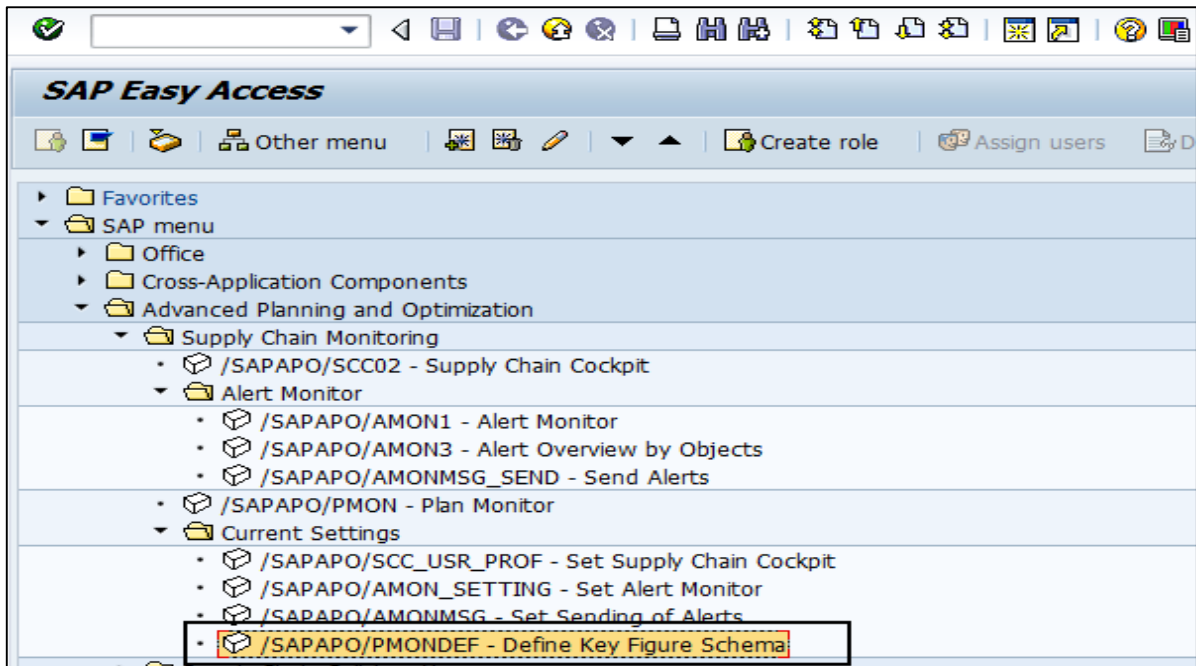 SAP Easy Access
Other menu Create role Assign users D
Favorites
SAP menu
Office
Cross-Application Components
Advanced Planning and Optimization
Supply Chain Monitoring
/SAPAPO/SCC02 - Supply Chain Cockpit
Alert Monitor
/SAPAPO/AMON1 - Alert Monitor
/SAPAPO/AMON3 - Alert Overview by Objects
/SAPAPO/AMONMSG_SEND - Send Alerts
/SAPAPO/PMON - Plan Monitor
Current Settings
/SAPAPO/SCC_USR_PROF - Set Supply Chain Cockpit
/SAPAPO/AMON_SETTING - Set Alert Monitor
/SAPAPO/AMONMSG - Set Sending of Alerts
/SAPAPO/PMONDEF - Define Key Figure Schema